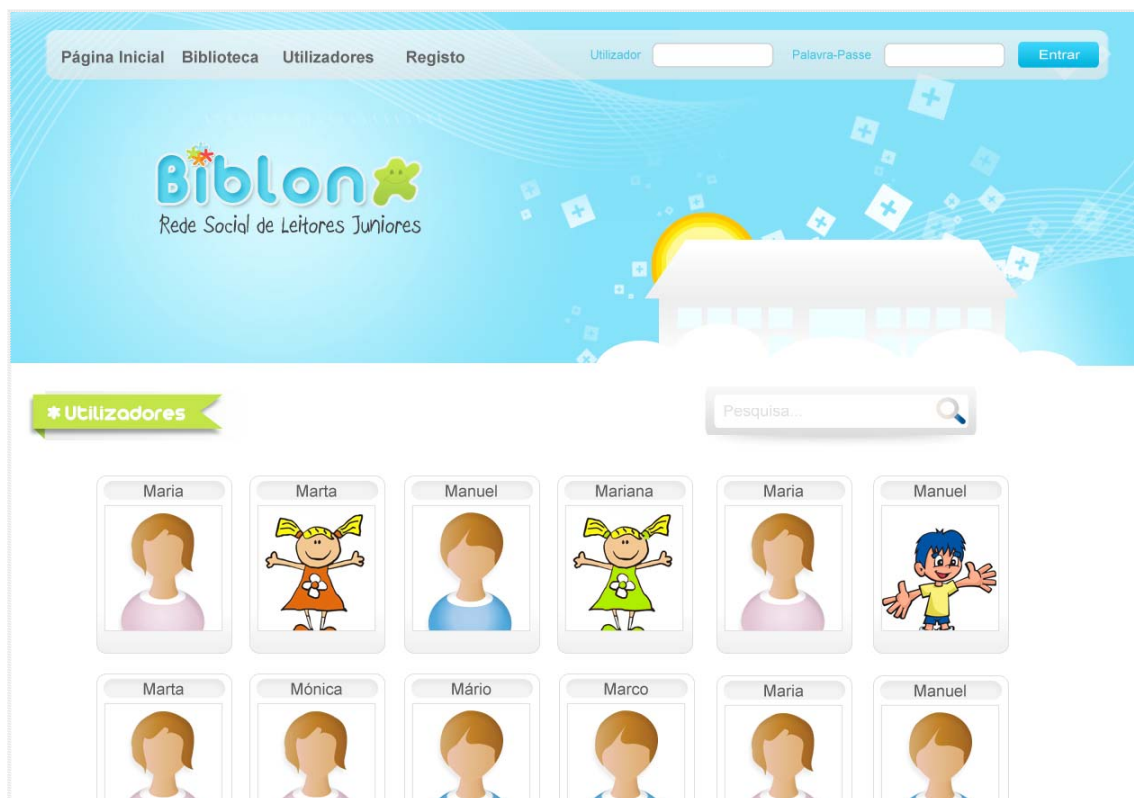 Página Inicial Biblioteca Utilizadores Registo Utilizador Palavra-Passe Entrar
Biblon
Rede Social de Leitores Juniores
* Utilizadores
Pesquisa...
Maria Marta Manuel Mariana Maria Manuel
Marta Mónica Mário Marco Maria Manuel